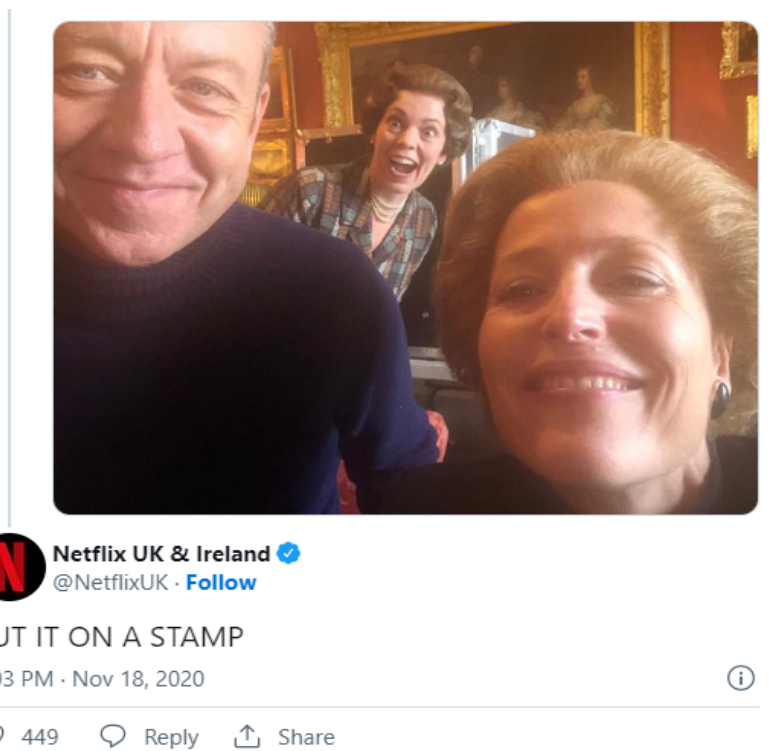 N
Netflix UK & Ireland
@NetflixUK · Follow
UT IT ON A STAMP
03 PM · Nov 18, 2020
449 Reply Share